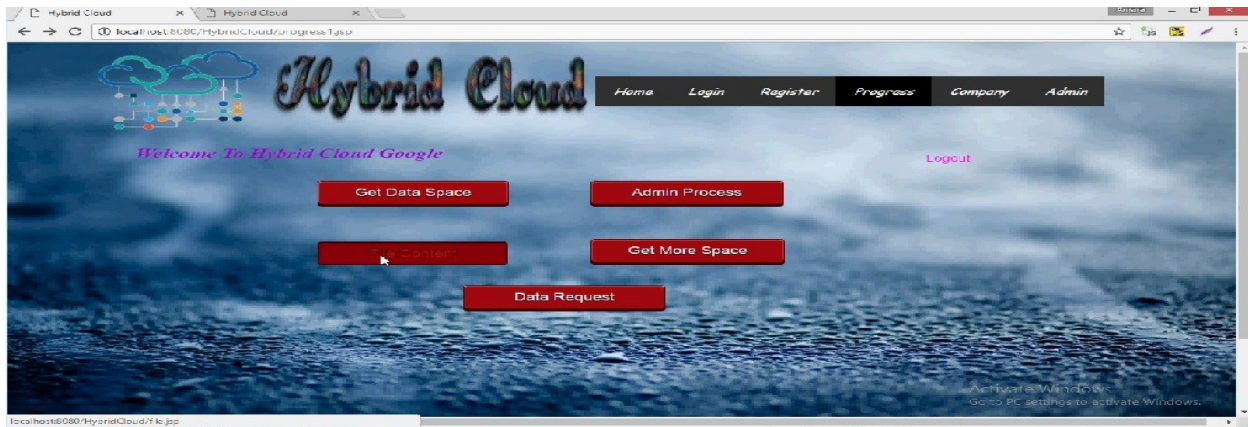 Hybrid Cloud
Hybrid Cloud
localhost:8080/HybridCloud/progress1.jsp
Hybrid Cloud
Home Login Register Progress Company Admin
Welcome To Hybrid Cloud Google
Logout
Get Data Space
Admin Process
File Content
Get More Space
Data Request
Activate Windows
Go to PC settings to activate Windows.
localhost:8080/HybridCloud/file.jsp